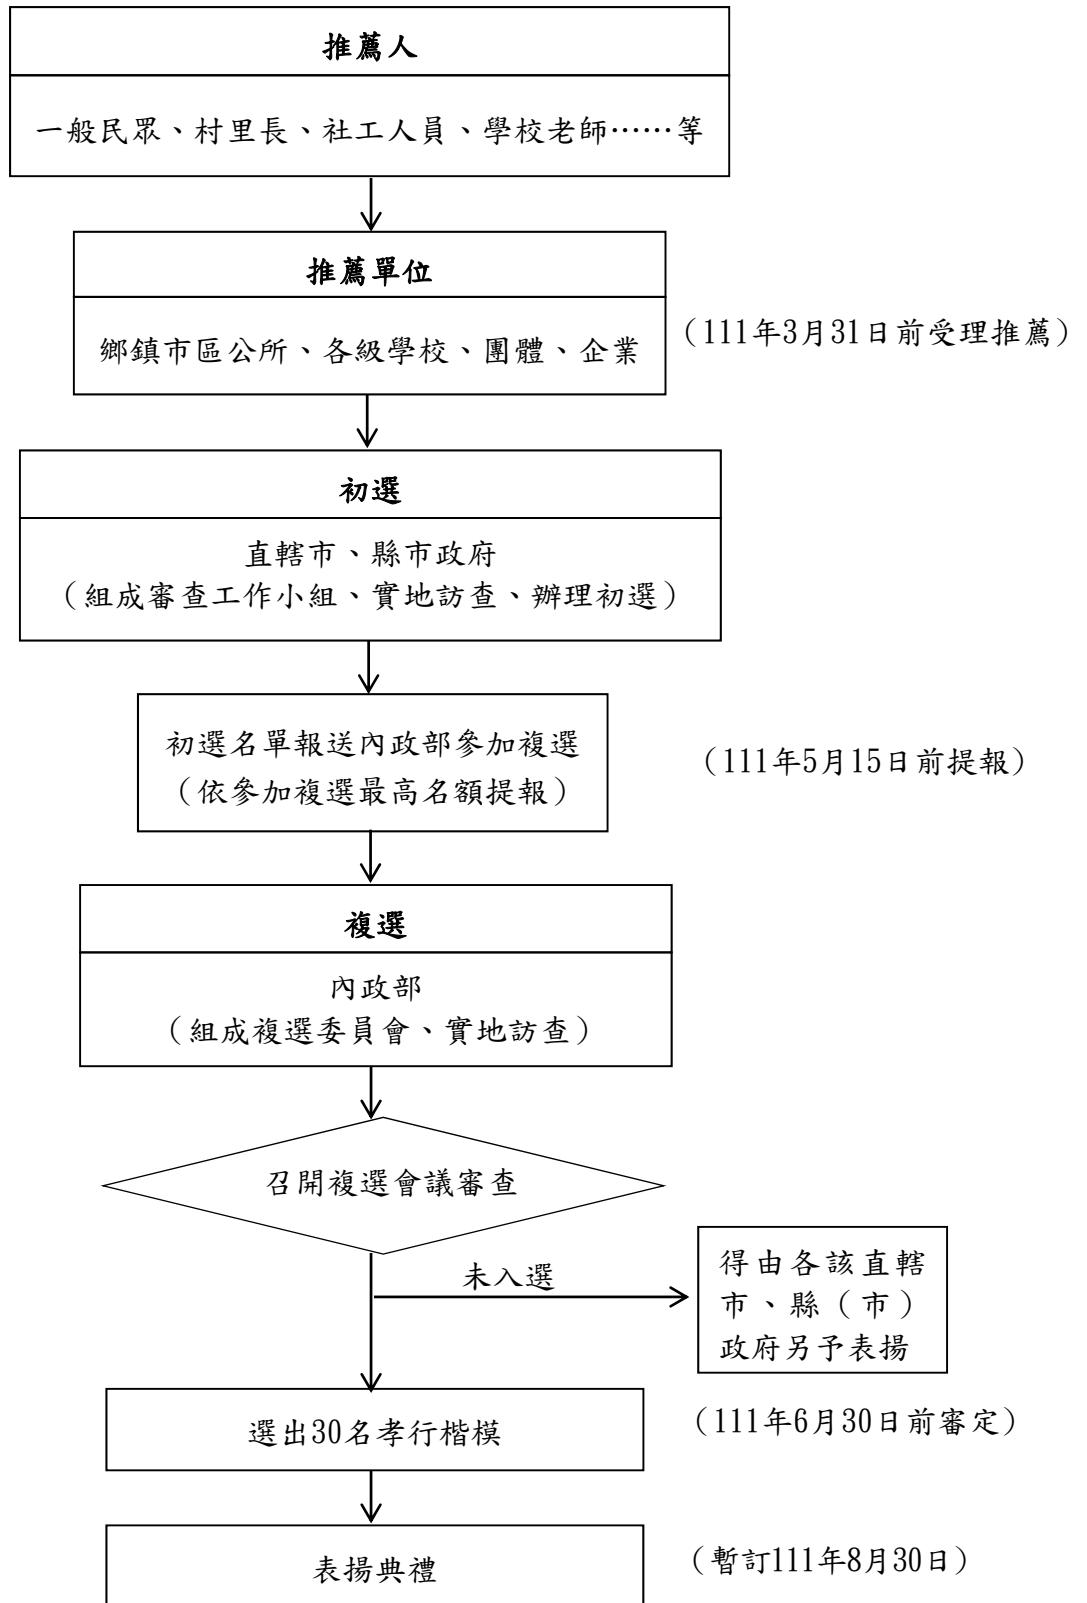 推薦人
一般民眾、村里長、社工人員、學校老師……等
推薦單位
鄉鎮市區公所、各級學校、團體、企業
（111年3月31日前受理推薦）
初選
直轄市、縣市政府
（組成審查工作小組、實地訪查、辦理初選）
初選名單報送內政部參加複選
（依參加複選最高名額提報）
（111年5月15日前提報）
複選
內政部
（組成複選委員會、實地訪查）
召開複選會議審查
未入選
得由各該直轄
市、縣（市）
政府另予表揚
選出30名孝行楷模
（111年6月30日前審定）
表揚典禮
（暫訂111年8月30日）